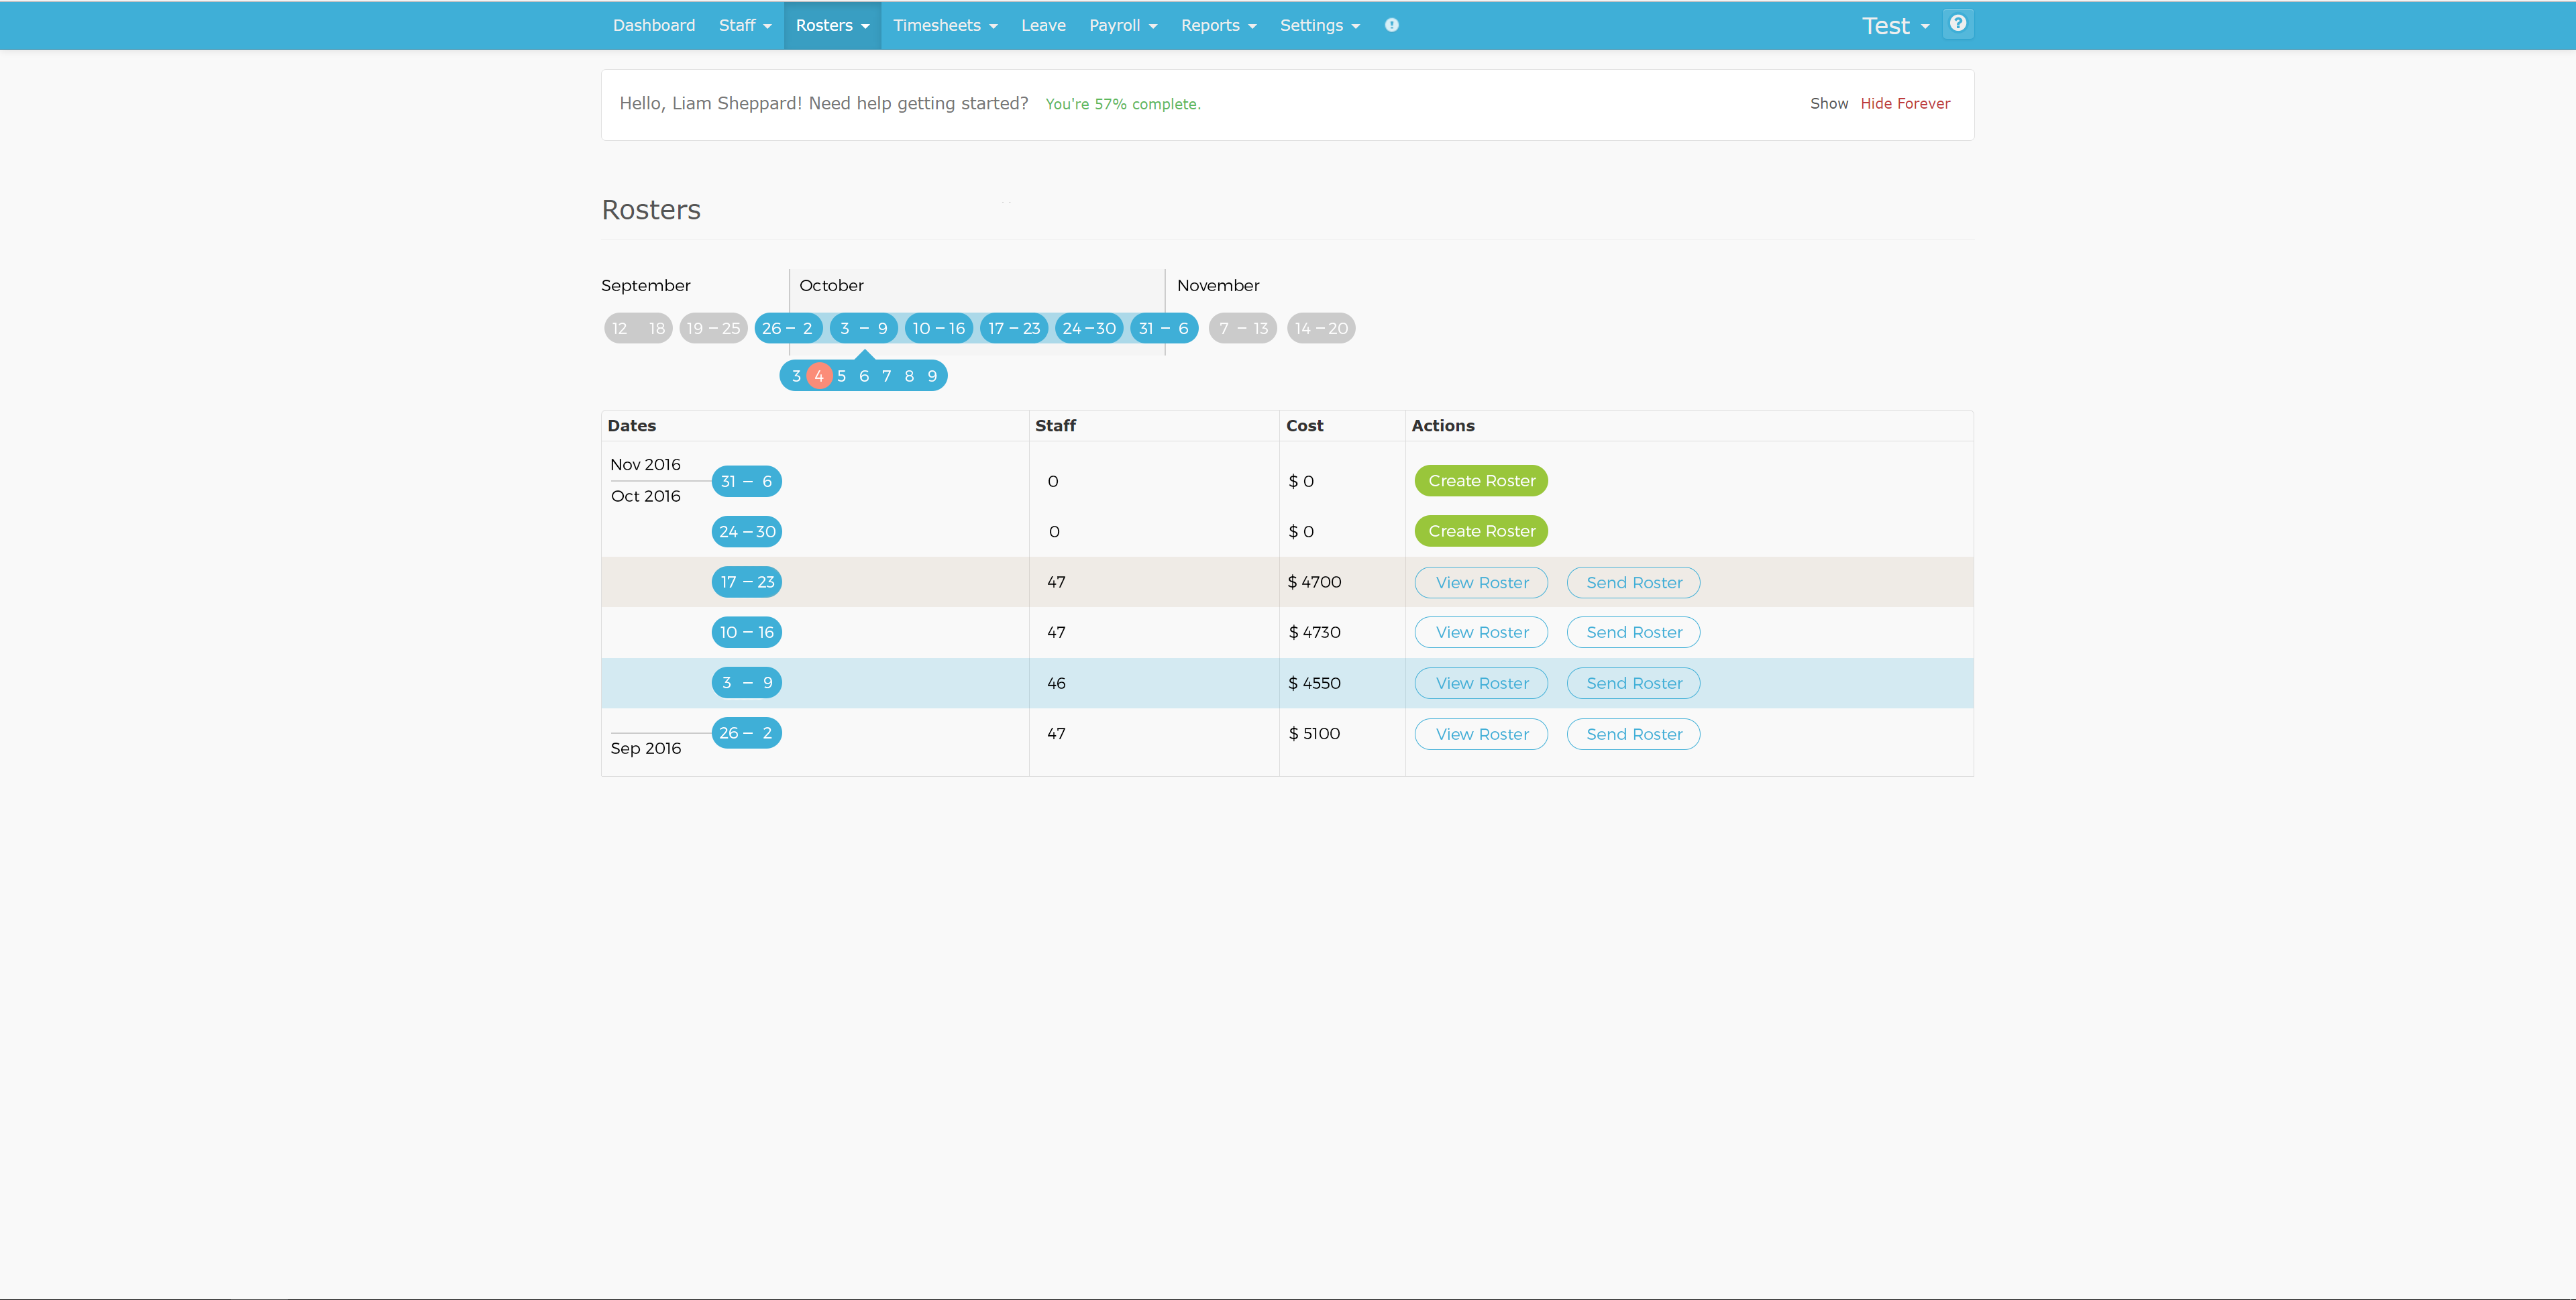 Dashboard Staff Rosters Timesheets Leave Payroll Reports Settings Test
Hello, Liam Sheppard! Need help getting started? You're 57% complete. Show Hide Forever
Rosters
September October November
12 18 19 – 25 26 – 2 3 – 9 10 – 16 17 – 23 24 – 30 31 – 6 7 – 13 14 – 20
3 4 5 6 7 8 9
Dates Staff Cost Actions
Nov 2016
31 – 6 0 $ 0 Create Roster
Oct 2016
24 – 30 0 $ 0 Create Roster
17 – 23 47 $ 4700 View Roster Send Roster
10 – 16 47 $ 4730 View Roster Send Roster
3 – 9 46 $ 4550 View Roster Send Roster
26 – 2 47 $ 5100 View Roster Send Roster
Sep 2016